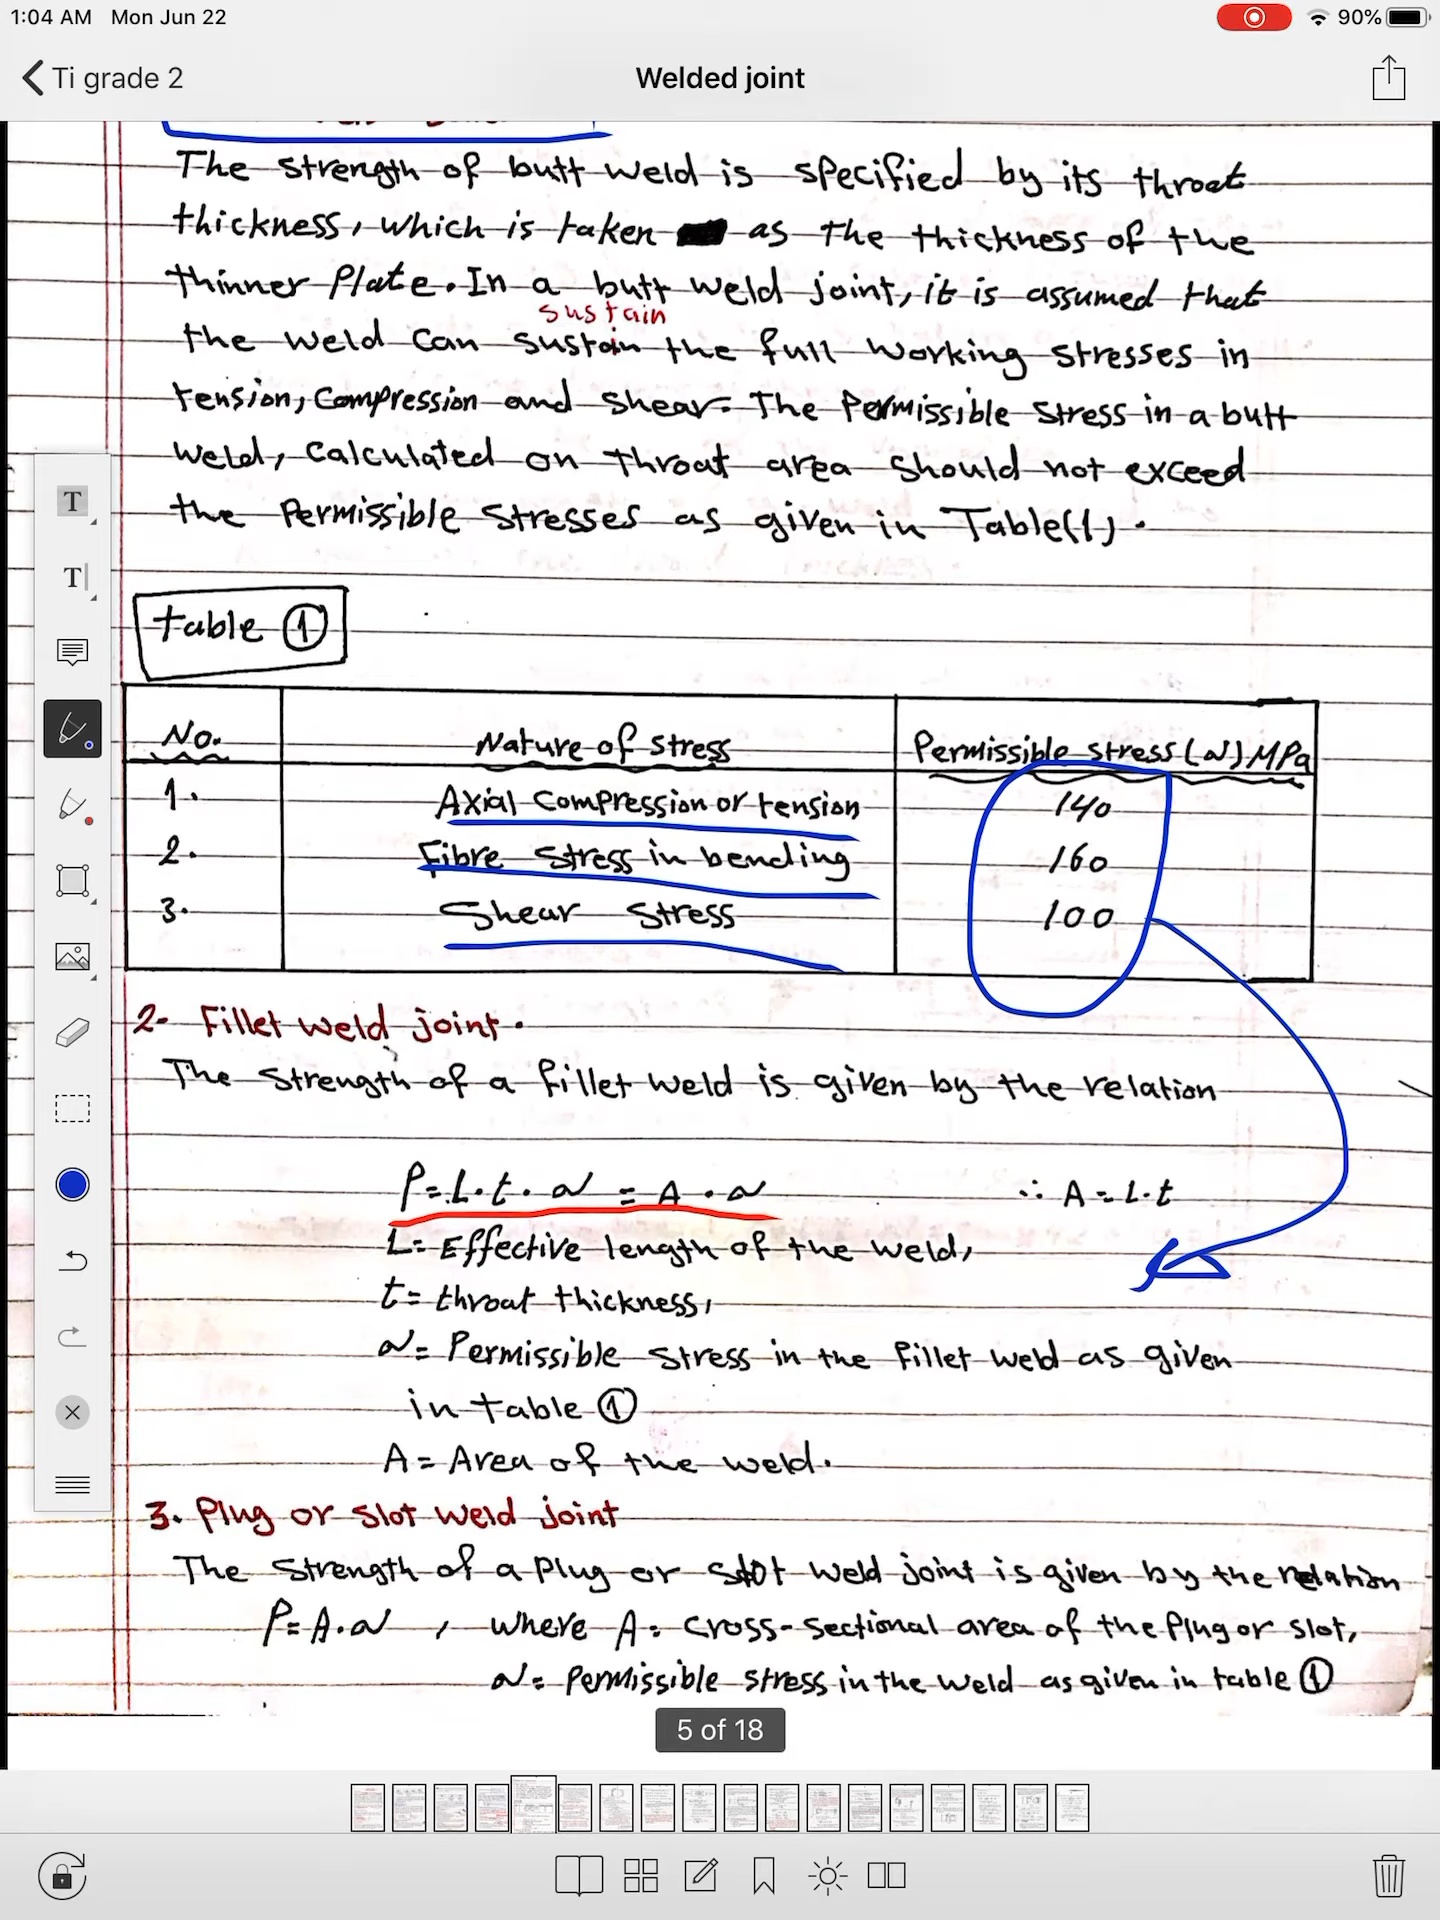 1:04 AM Mon Jun 22
90%
Ti grade 2
Welded joint
The strength of butt weld is specified by its throat
thickness, which is taken as the thickness of the
thinner Plate. In a butt weld joint, it is assumed that
sustain
the weld can sustain the full working stresses in
tension, compression and shear. The Permissible stress in a butt
weld, calculated on throat area should not exceed
the Permissible stresses as given in Table(1).
table ①
No. Nature of stress Permissible stress (N) MPa
1. Axial compression or tension 140
2. Fibre stress in bending 160
3. Shear stress 100
2- Fillet weld joint.
The strength of a fillet weld is given by the relation
P=L.t.N = A.N ∴ A=L.t
L= Effective length of the weld,
t= throat thickness,
N= Permissible stress in the fillet weld as given
in table ①
A= Area of the weld.
3. Plug or slot weld joint
The strength of a Plug or slot weld joint is given by the relation
P=A.N , where A= cross-sectional area of the Plug or slot,
N= permissible stress in the weld as given in table ①
T
T
5 of 18